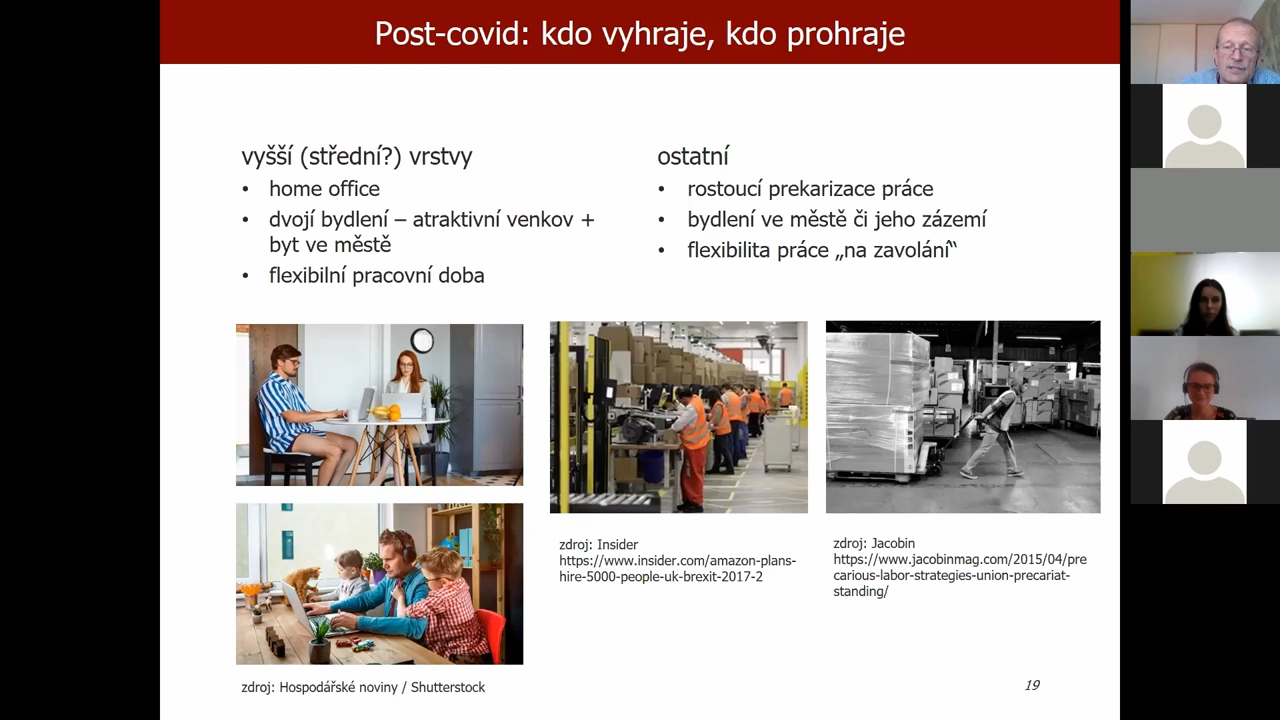 Post-covid: kdo vyhraje, kdo prohraje
vyšší (střední?) vrstvy
• home office
• dvojí bydlení – atraktivní venkov +
byt ve městě
• flexibilní pracovní doba
ostatní
• rostoucí prekarizace práce
• bydlení ve městě či jeho zázemí
• flexibilita práce „na zavolání“
zdroj: Insider
https://www.insider.com/amazon-plans-
hire-5000-people-uk-brexit-2017-2
zdroj: Jacobin
https://www.jacobinmag.com/2015/04/pre
carious-labor-strategies-union-precariat-
standing/
zdroj: Hospodářské noviny / Shutterstock
19